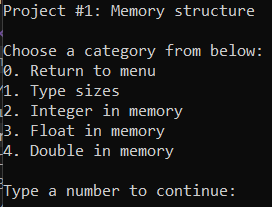 Project #1: Memory structure
Choose a category from below:
0. Return to menu
1. Type sizes
2. Integer in memory
3. Float in memory
4. Double in memory
Type a number to continue: